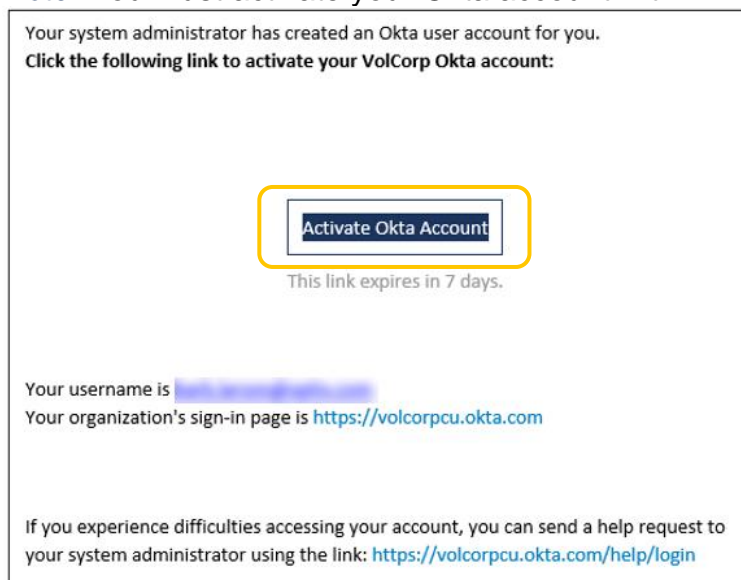 Your system administrator has created an Okta user account for you.
Click the following link to activate your VolCorp Okta account:
Activate Okta Account
This link expires in 7 days.
Your username is
Your organization's sign-in page is https://volcorpcu.okta.com
If you experience difficulties accessing your account, you can send a help request to
your system administrator using the link: https://volcorpcu.okta.com/help/login